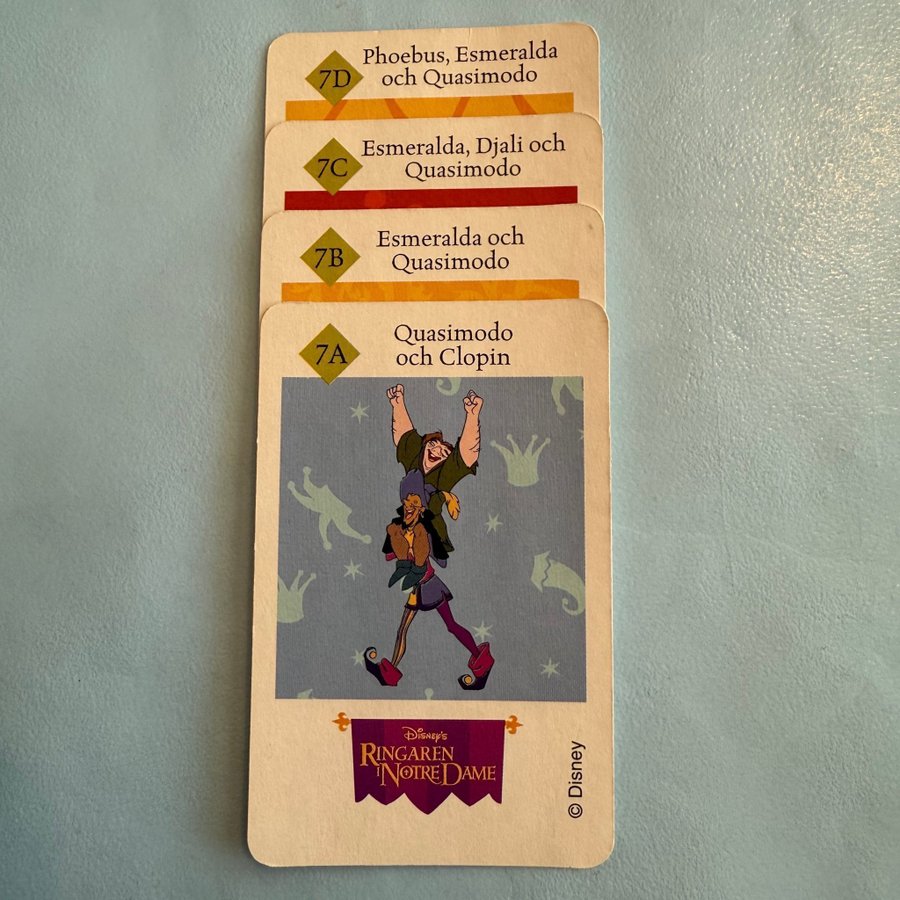 7D
Phoebus, Esmeralda
och Quasimodo
7C
Esmeralda, Djali och
Quasimodo
7B
Esmeralda och
Quasimodo
7A
Quasimodo
och Clopin
Disney's
Ringaren
i Notre Dame
© Disney